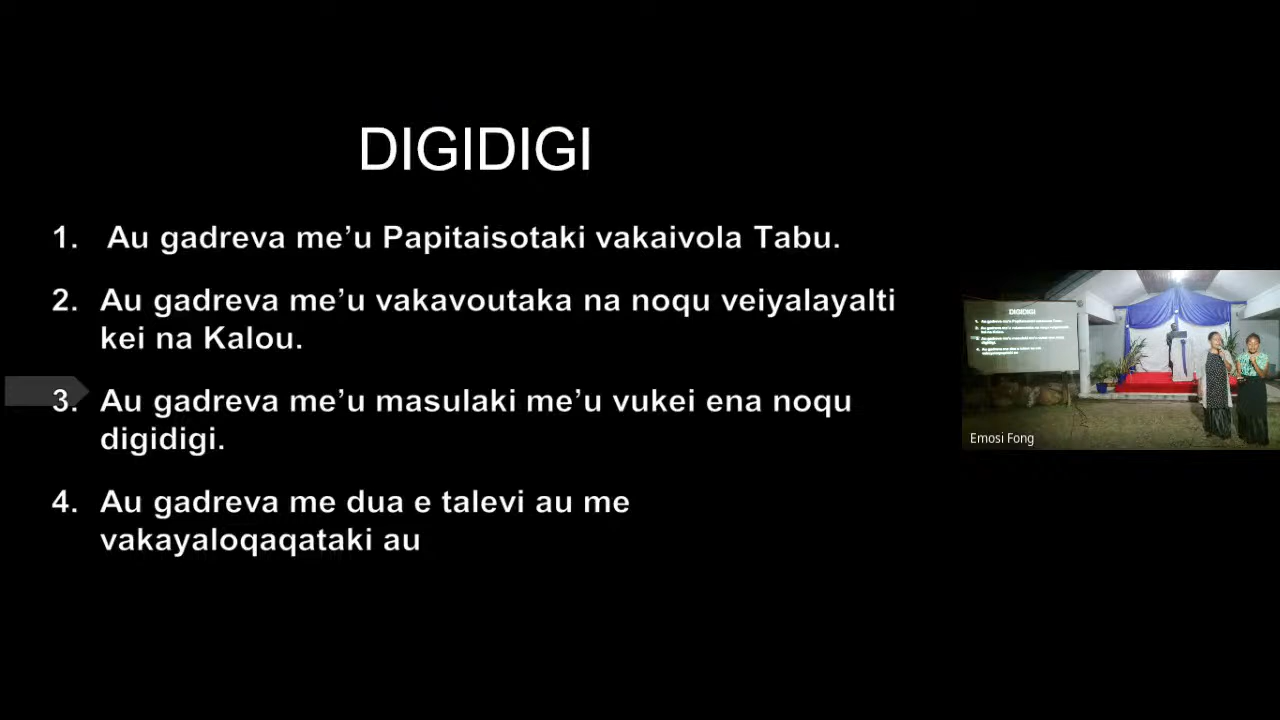 DIGIDIGI
1. Au gadreva me’u Papitaisotaki vakaivola Tabu.
2. Au gadreva me’u vakavoutaka na noqu veiyalayalti
kei na Kalou.
3. Au gadreva me’u masulaki me’u vukei ena noqu
digidigi.
4. Au gadreva me dua e talevi au me
vakayaloqaqataki au
DIGIDIGI
Emosi Fong